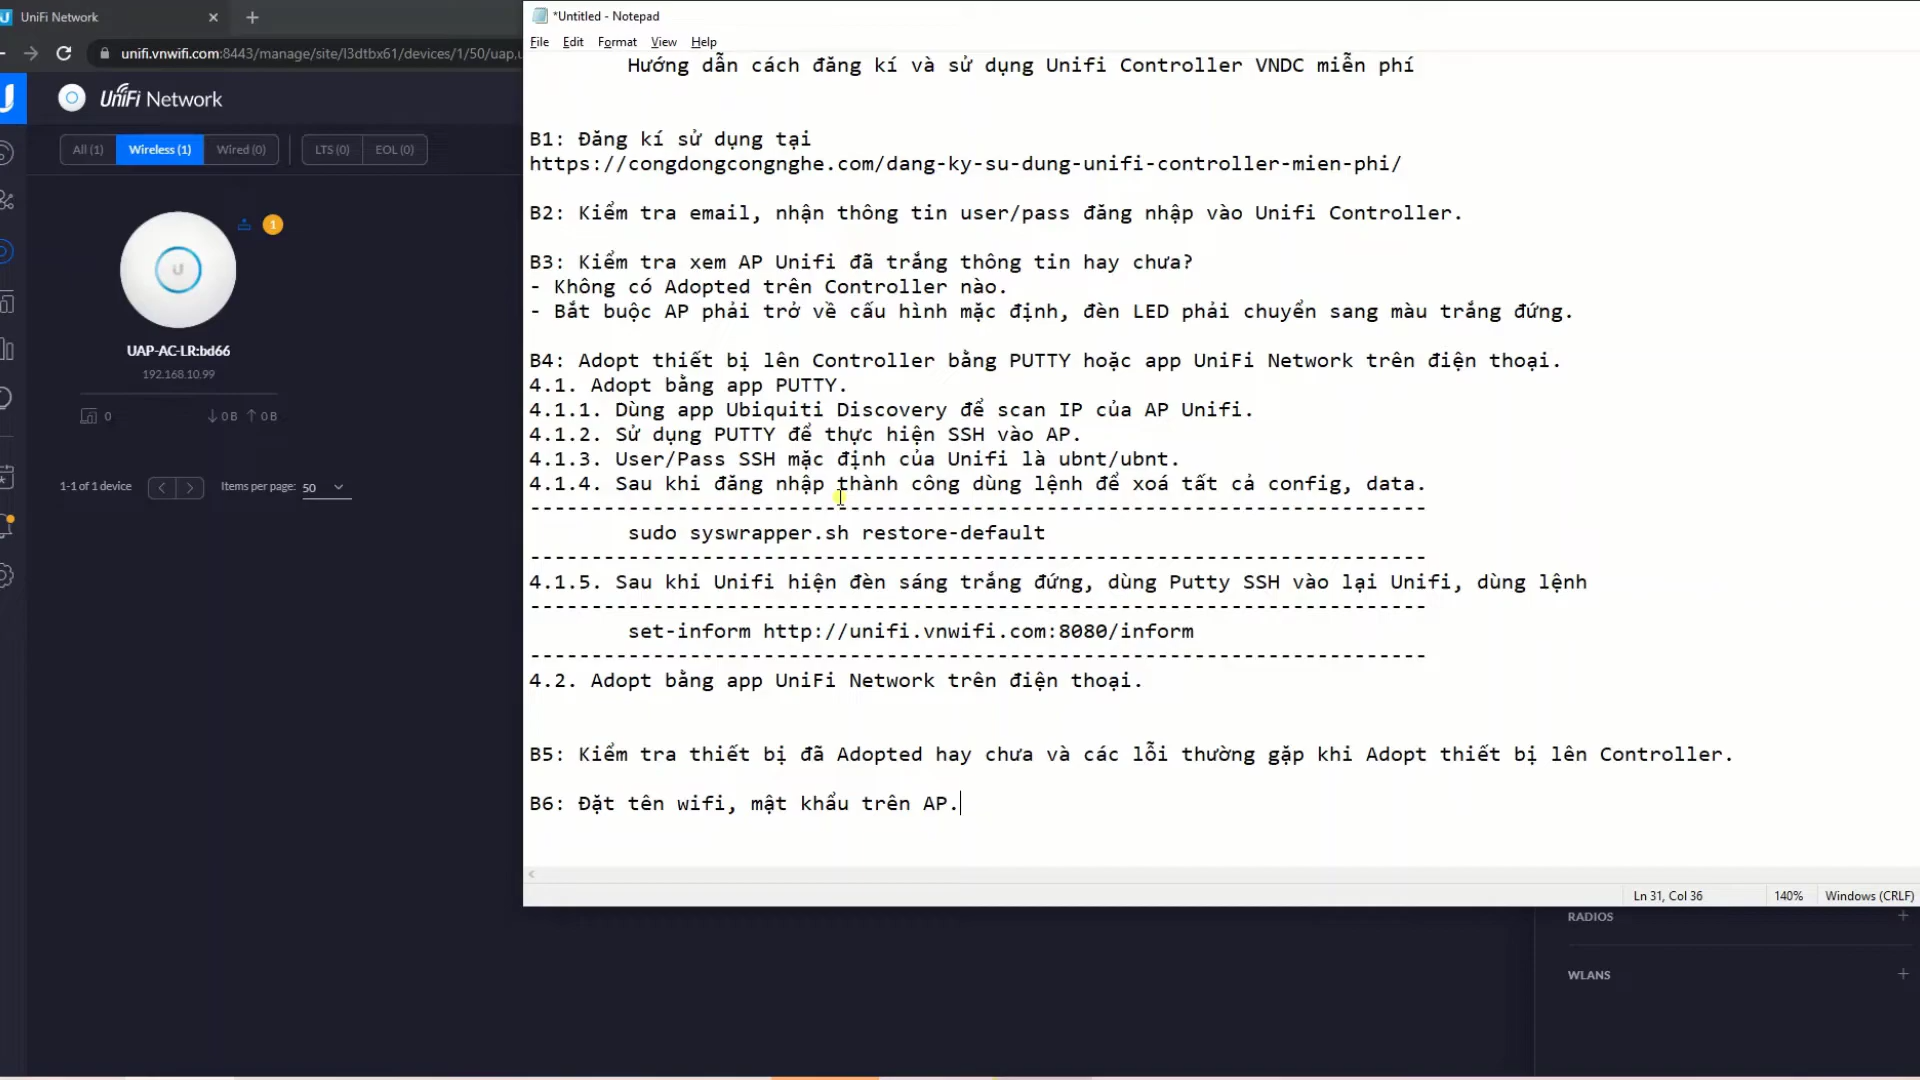 UniFi Network
unifi.vnwifi.com:8443/manage/site/l3dtbx61/devices/1/50/uap,u
UniFi Network
All (1) Wireless (1) Wired (0) LTS (0) EOL (0)
1
UAP-AC-LR:bd66
192.168.10.99
0 0 B 0 B
1-1 of 1 device Items per page: 50
*Untitled - Notepad
File Edit Format View Help
Hướng dẫn cách đăng kí và sử dụng Unifi Controller VNDC miễn phí
B1: Đăng kí sử dụng tại
https://congdongcongnghe.com/dang-ky-su-dung-unifi-controller-mien-phi/
B2: Kiểm tra email, nhận thông tin user/pass đăng nhập vào Unifi Controller.
B3: Kiểm tra xem AP Unifi đã trắng thông tin hay chưa?
- Không có Adopted trên Controller nào.
- Bắt buộc AP phải trở về cấu hình mặc định, đèn LED phải chuyển sang màu trắng đứng.
B4: Adopt thiết bị lên Controller bằng PUTTY hoặc app UniFi Network trên điện thoại.
4.1. Adopt bằng app PUTTY.
4.1.1. Dùng app Ubiquiti Discovery để scan IP của AP Unifi.
4.1.2. Sử dụng PUTTY để thực hiện SSH vào AP.
4.1.3. User/Pass SSH mặc định của Unifi là ubnt/ubnt.
4.1.4. Sau khi đăng nhập thành công dùng lệnh để xoá tất cả config, data.
-------------------------------------------------------------------------
sudo syswrapper.sh restore-default
-------------------------------------------------------------------------
4.1.5. Sau khi Unifi hiện đèn sáng trắng đứng, dùng Putty SSH vào lại Unifi, dùng lệnh
-------------------------------------------------------------------------
set-inform http://unifi.vnwifi.com:8080/inform
-------------------------------------------------------------------------
4.2. Adopt bằng app UniFi Network trên điện thoại.
B5: Kiểm tra thiết bị đã Adopted hay chưa và các lỗi thường gặp khi Adopt thiết bị lên Controller.
B6: Đặt tên wifi, mật khẩu trên AP.
Ln 31, Col 36 140% Windows (CRLF)
RADIOS
WLANS